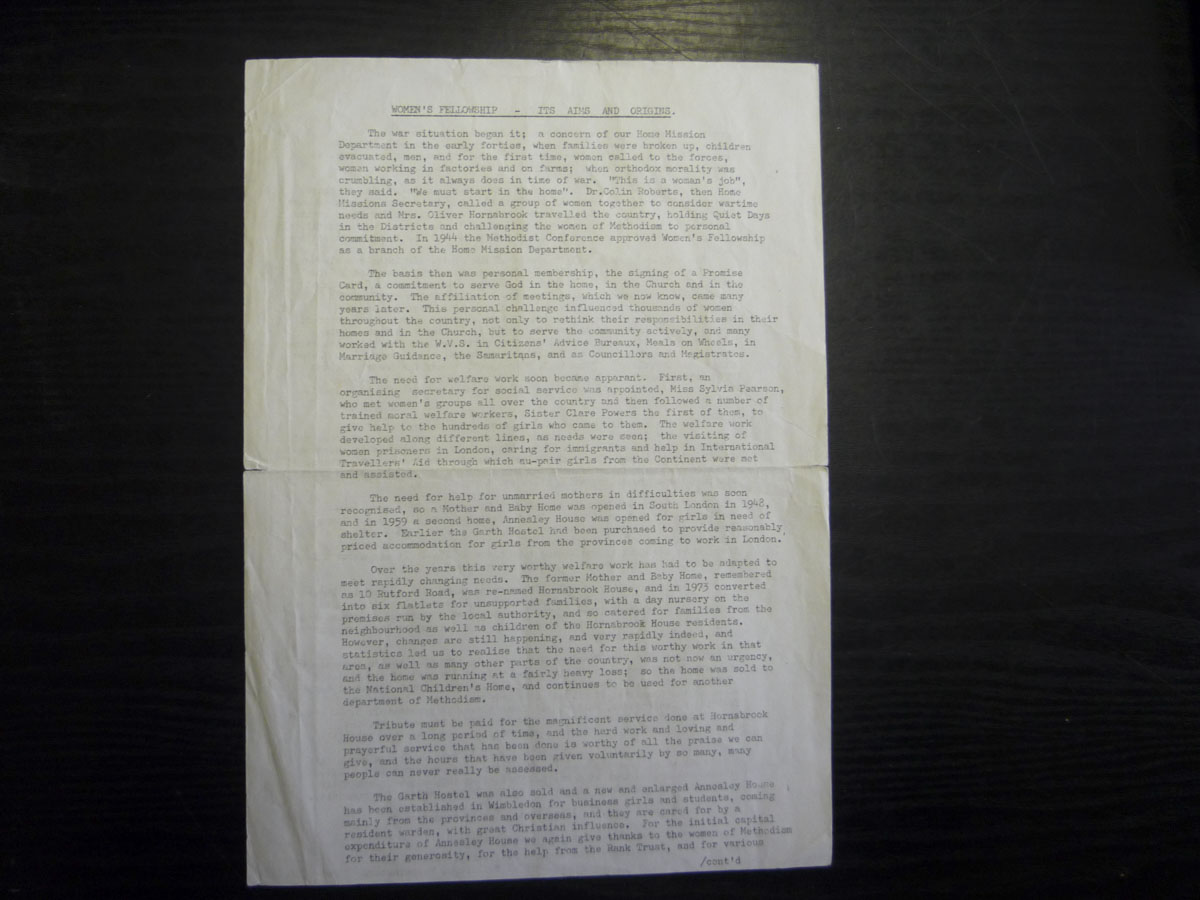 WOMEN'S FELLOWSHIP - ITS AIMS AND ORIGINS.
The war situation began it; a concern of our Home Mission
Department in the early forties, when families were broken up, children
evacuated, men, and for the first time, women called to the forces,
women working in factories and on farms; when orthodox morality was
crumbling, as it always does in time of war. "This is a woman's job",
they said. "We must start in the home". Dr.Colin Roberts, then Home
Missions Secretary, called a group of women together to consider wartime
needs and Mrs. Oliver Hornabrook travelled the country, holding Quiet Days
in the Districts and challenging the women of Methodism to personal
commitment. In 1944 the Methodist Conference approved Women's Fellowship
as a branch of the Home Mission Department.
The basis then was personal membership, the signing of a Promise
Card, a commitment to serve God in the home, in the Church and in the
community. The affiliation of meetings, which we now know, came many
years later. This personal challenge influenced thousands of women
throughout the country, not only to rethink their responsibilities in their
homes and in the Church, but to serve the community actively, and many
worked with the W.V.S. in Citizens' Advice Bureaux, Meals on Wheels, in
Marriage Guidance, the Samaritans, and as Councillors and Magistrates.
The need for welfare work soon became apparant. First, an
organising secretary for social service was appointed, Miss Sylvia Pearson,
who met women's groups all over the country and then followed a number of
trained moral welfare workers, Sister Clare Powers the first of them, to
give help to the hundreds of girls who came to them. The welfare work
developed along different lines, as needs were seen; the visiting of
women prisoners in London, caring for immigrants and help in International
Travellers' Aid through which au-pair girls from the Continent were met
and assisted.
The need for help for unmarried mothers in difficulties was soon
recognised, so a Mother and Baby Home was opened in South London in 1948,
and in 1959 a second home, Annesley House was opened for girls in need of
shelter. Earlier the Garth Hostel had been purchased to provide reasonably
priced accommodation for girls from the provinces coming to work in London.
Over the years this very worthy welfare work has had to be adapted to
meet rapidly changing needs. The former Mother and Baby Home, remembered
as 10 Rutford Road, was re-named Hornabrook House, and in 1973 converted
into six flatlets for unsupported families, with a day nursery on the
premises run by the local authority, and so catered for families from the
neighbourhood as well as children of the Hornabrook House residents.
However, changes are still happening, and very rapidly indeed, and
statistics led us to realise that the need for this worthy work in that
area, as well as many other parts of the country, was not now an urgency,
and the home was running at a fairly heavy loss; so the home was sold to
the National Children's Home, and continues to be used for another
department of Methodism.
Tribute must be paid for the magnificent service done at Hornabrook
House over a long period of time, and the hard work and loving and
prayerful service that has been done is worthy of all the praise we can
give, and the hours that have been given voluntarily by so many, many
people can never really be assessed.
The Garth Hostel was also sold and a new and enlarged Annesley House
has been established in Wimbledon for business girls and students, coming
mainly from the provinces and overseas, and they are cared for by a
resident warden, with great Christian influence. For the initial capital
expenditure of Annesley House we again give thanks to the women of Methodism
for their generosity, for the help from the Rank Trust, and for various
/cont'd